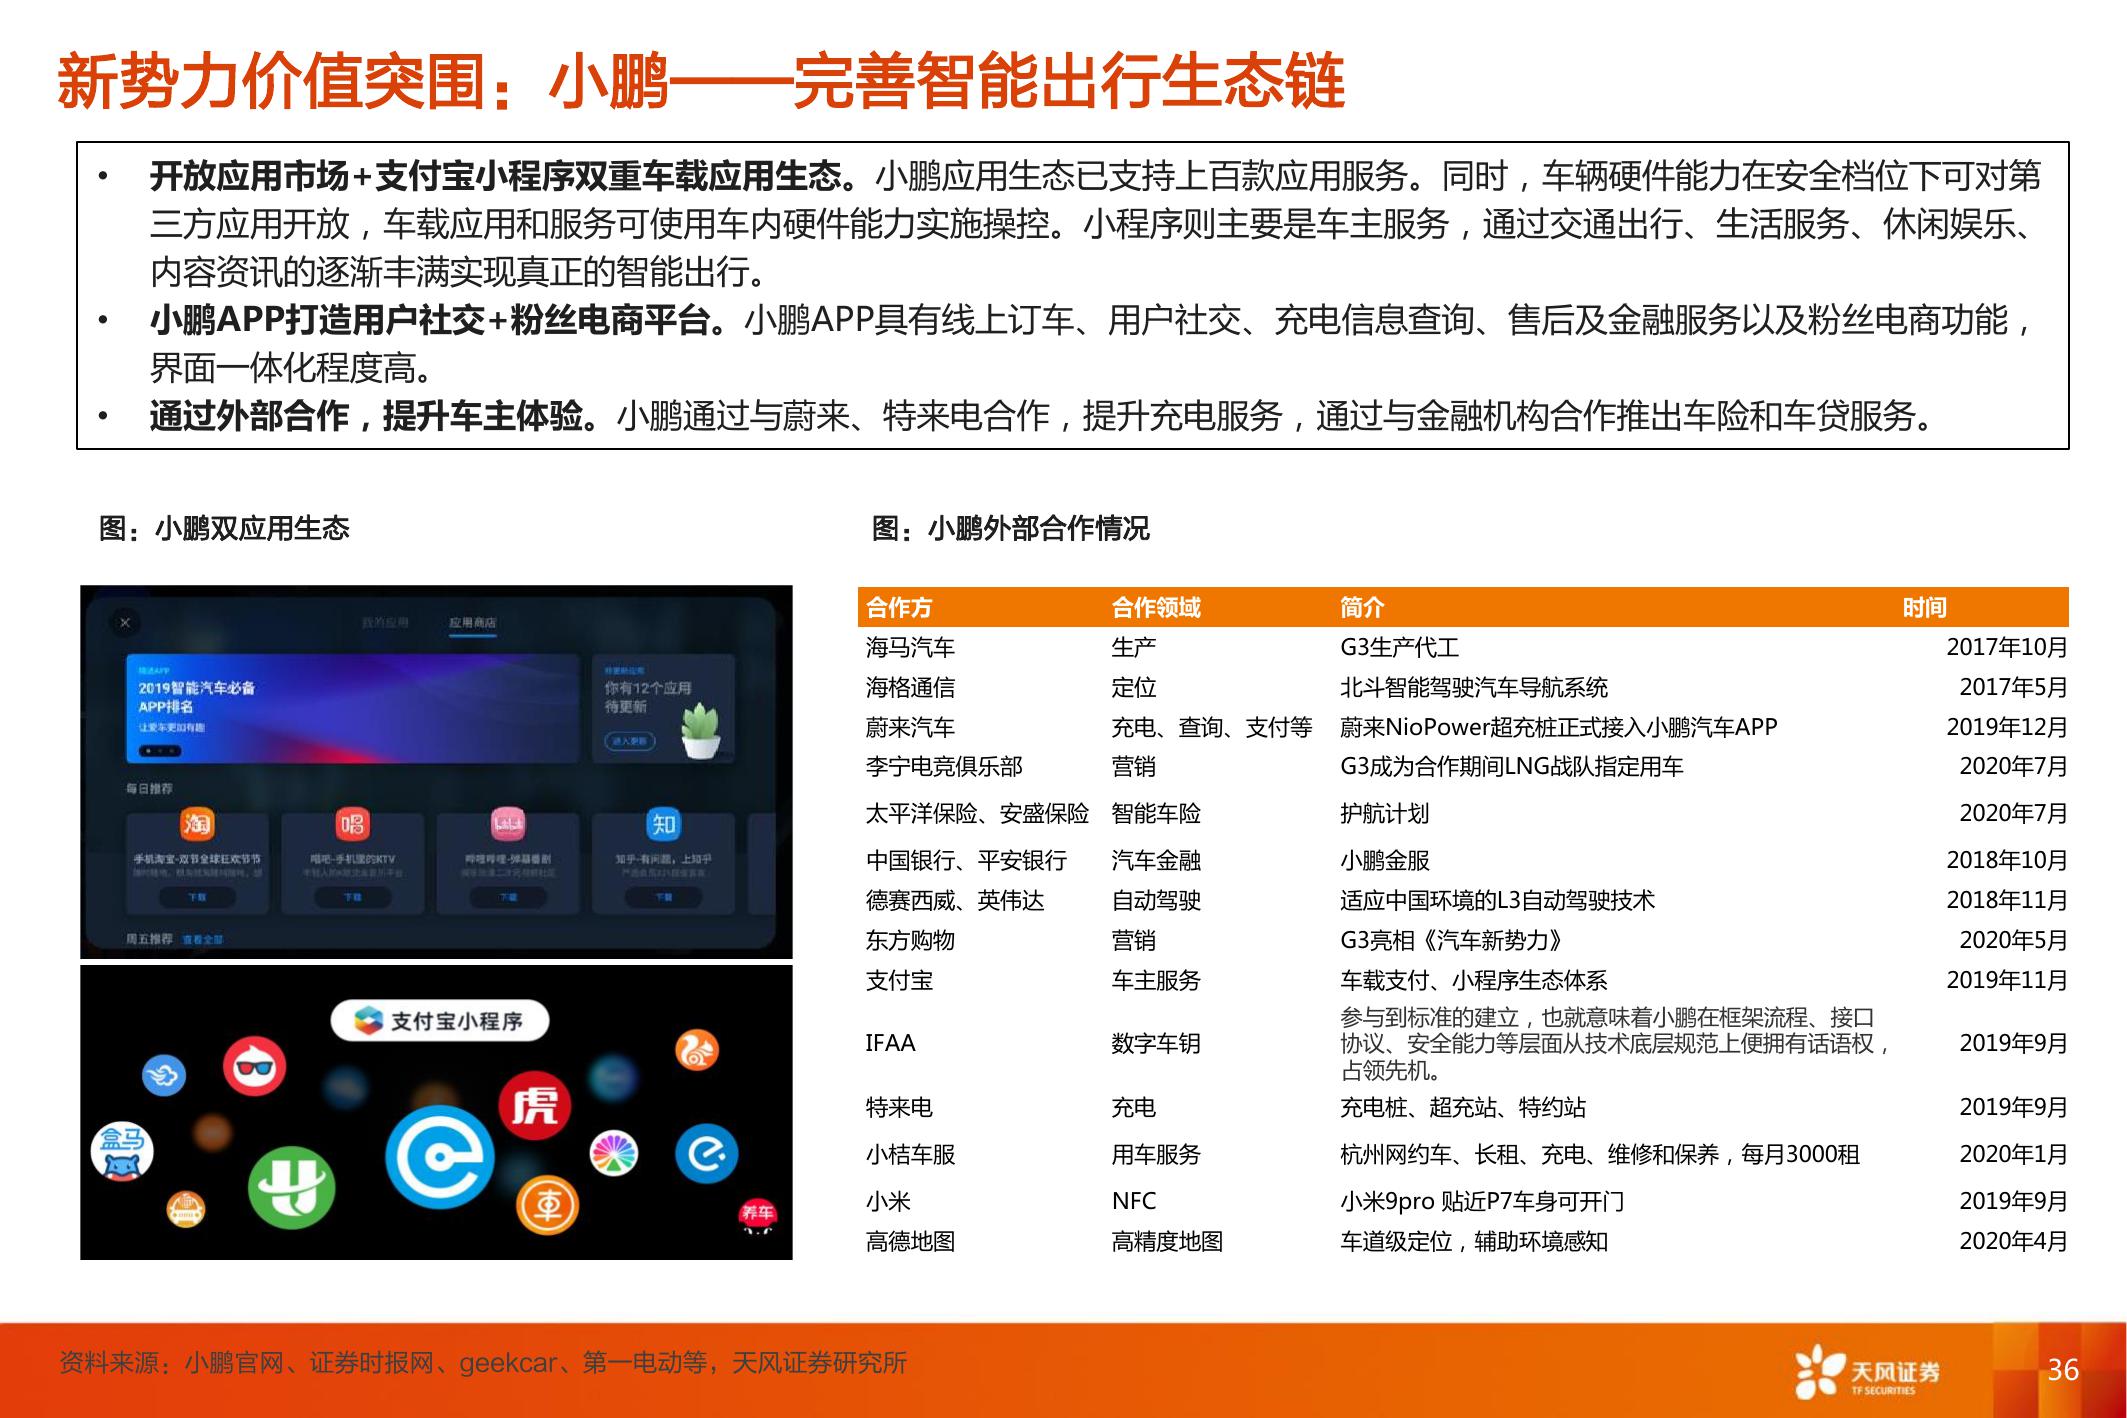 新势力价值突围：小鹏——完善智能出行生态链
• 开放应用市场+支付宝小程序双重车载应用生态。小鹏应用生态已支持上百款应用服务。同时，车辆硬件能力在安全档位下可对第
三方应用开放，车载应用和服务可使用车内硬件能力实施操控。小程序则主要是车主服务，通过交通出行、生活服务、休闲娱乐、
内容资讯的逐渐丰满实现真正的智能出行。
• 小鹏APP打造用户社交+粉丝电商平台。小鹏APP具有线上订车、用户社交、充电信息查询、售后及金融服务以及粉丝电商功能，
界面一体化程度高。
• 通过外部合作，提升车主体验。小鹏通过与蔚来、特来电合作，提升充电服务，通过与金融机构合作推出车险和车贷服务。
图：小鹏双应用生态
我的应用 应用商店
精选APP
2019智能汽车必备
APP排名
让爱车更加有趣
待更新应用
你有12个应用
待更新
进入更新
每日推荐
淘 唱 知
手机淘宝-双节全球狂欢节节 唱吧-手机里的KTV 哔哩哔哩-弹幕番剧 知乎-有问题，上知乎
下载 下载 下载 下载
周五推荐 查看全部
支付宝小程序
虎
盒马
車
养车
图：小鹏外部合作情况
合作方 合作领域 简介 时间
海马汽车 生产 G3生产代工 2017年10月
海格通信 定位 北斗智能驾驶汽车导航系统 2017年5月
蔚来汽车 充电、查询、支付等 蔚来NioPower超充桩正式接入小鹏汽车APP 2019年12月
李宁电竞俱乐部 营销 G3成为合作期间LNG战队指定用车 2020年7月
太平洋保险、安盛保险 智能车险 护航计划 2020年7月
中国银行、平安银行 汽车金融 小鹏金服 2018年10月
德赛西威、英伟达 自动驾驶 适应中国环境的L3自动驾驶技术 2018年11月
东方购物 营销 G3亮相《汽车新势力》 2020年5月
支付宝 车主服务 车载支付、小程序生态体系 2019年11月
IFAA 数字车钥 参与到标准的建立，也就意味着小鹏在框架流程、接口
协议、安全能力等层面从技术底层规范上便拥有话语权，
占领先机。 2019年9月
特来电 充电 充电桩、超充站、特约站 2019年9月
小桔车服 用车服务 杭州网约车、长租、充电、维修和保养，每月3000租 2020年1月
小米 NFC 小米9pro 贴近P7车身可开门 2019年9月
高德地图 高精度地图 车道级定位，辅助环境感知 2020年4月
资料来源：小鹏官网、证券时报网、geekcar、第一电动等，天风证券研究所
天风证券
TF SECURITIES
36